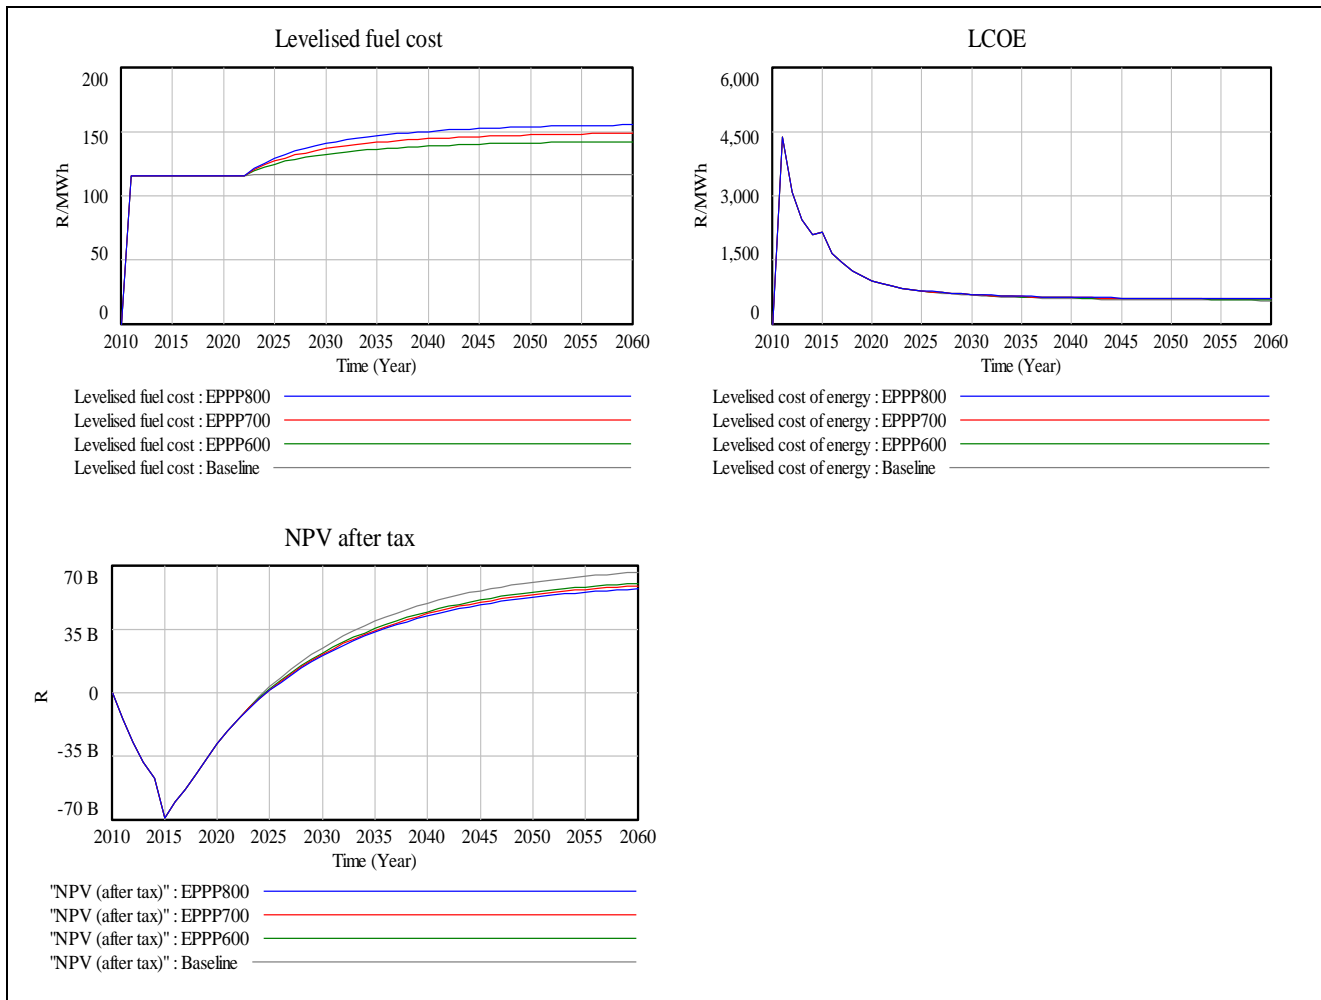 Levelised fuel cost
200
150
100
50
0
R/MWh
2010 2015 2020 2025 2030 2035 2040 2045 2050 2055 2060
Time (Year)
Levelised fuel cost : EPPP800
Levelised fuel cost : EPPP700
Levelised fuel cost : EPPP600
Levelised fuel cost : Baseline
LCOE
6,000
4,500
3,000
1,500
0
R/MWh
2010 2015 2020 2025 2030 2035 2040 2045 2050 2055 2060
Time (Year)
Levelised cost of energy : EPPP800
Levelised cost of energy : EPPP700
Levelised cost of energy : EPPP600
Levelised cost of energy : Baseline
NPV after tax
70 B
35 B
0
-35 B
-70 B
R
2010 2015 2020 2025 2030 2035 2040 2045 2050 2055 2060
Time (Year)
"NPV (after tax)" : EPPP800
"NPV (after tax)" : EPPP700
"NPV (after tax)" : EPPP600
"NPV (after tax)" : Baseline